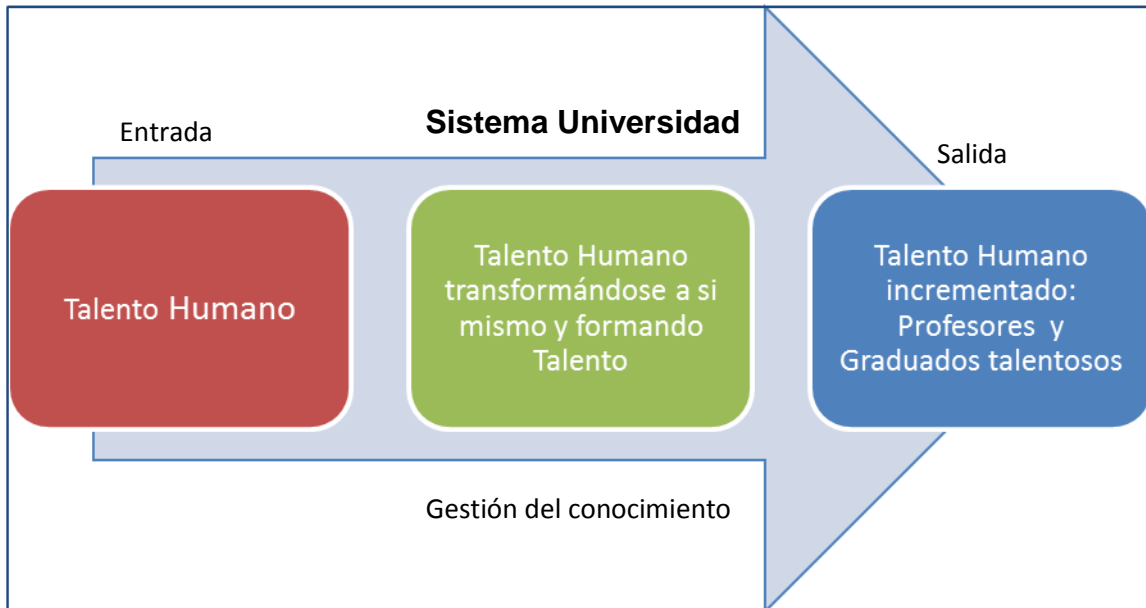 Sistema Universidad
Entrada
Salida
Talento Humano
Talento Humano
transformándose a si
mismo y formando
Talento
Talento Humano
incrementado:
Profesores y
Graduados talentosos
Gestión del conocimiento